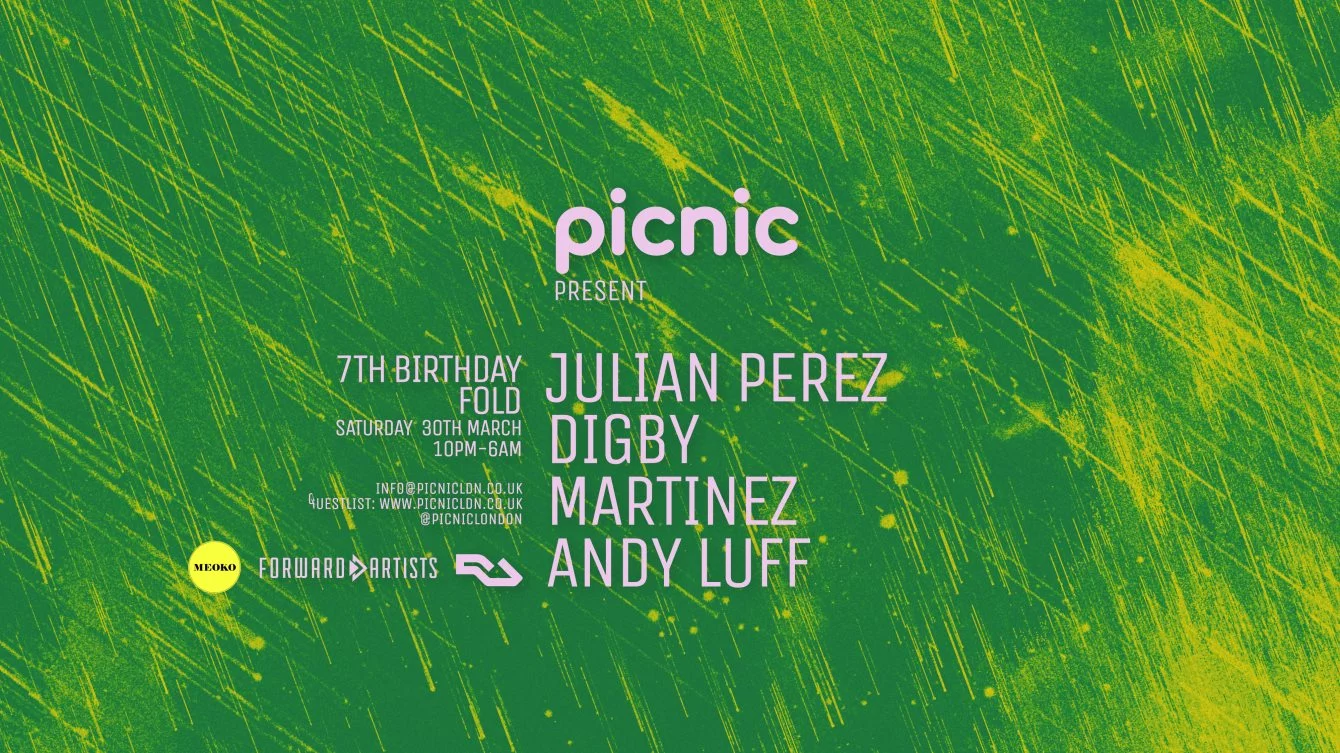 picnic
PRESENT
7TH BIRTHDAY
FOLD
SATURDAY 30TH MARCH
10PM-6AM
INFO@PICNICLDN.CO.UK
GUESTLIST: WWW.PICNICLDN.CO.UK
@PICNICLONDON
JULIAN PEREZ
DIGBY
MARTINEZ
ANDY LUFF
MEOKO
FORWARD ARTISTS